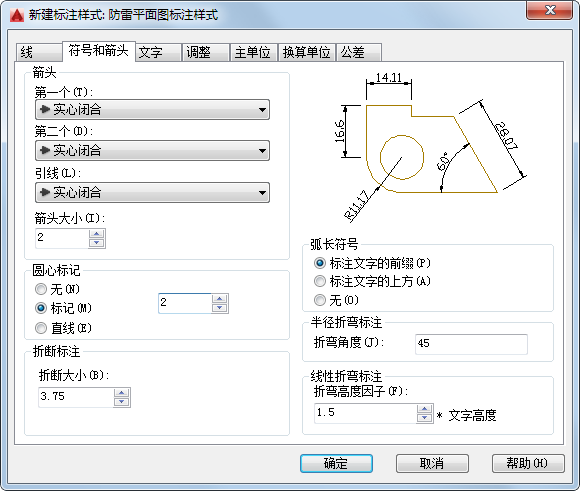 新建标注样式: 防雷平面图标注样式
线 符号和箭头 文字 调整 主单位 换算单位 公差
箭头
第一个(T):
实心闭合
第二个(D):
实心闭合
引线(L):
实心闭合
箭头大小(I):
2
圆心标记
无(N)
标记(M)
2
直线(E)
折断标注
折断大小(B):
3.75
14.11
16.6
28.07
60°
R11.17
弧长符号
标注文字的前缀(P)
标注文字的上方(A)
无(O)
半径折弯标注
折弯角度(J): 45
线性折弯标注
折弯高度因子(F):
1.5 * 文字高度
确定 取消 帮助(H)